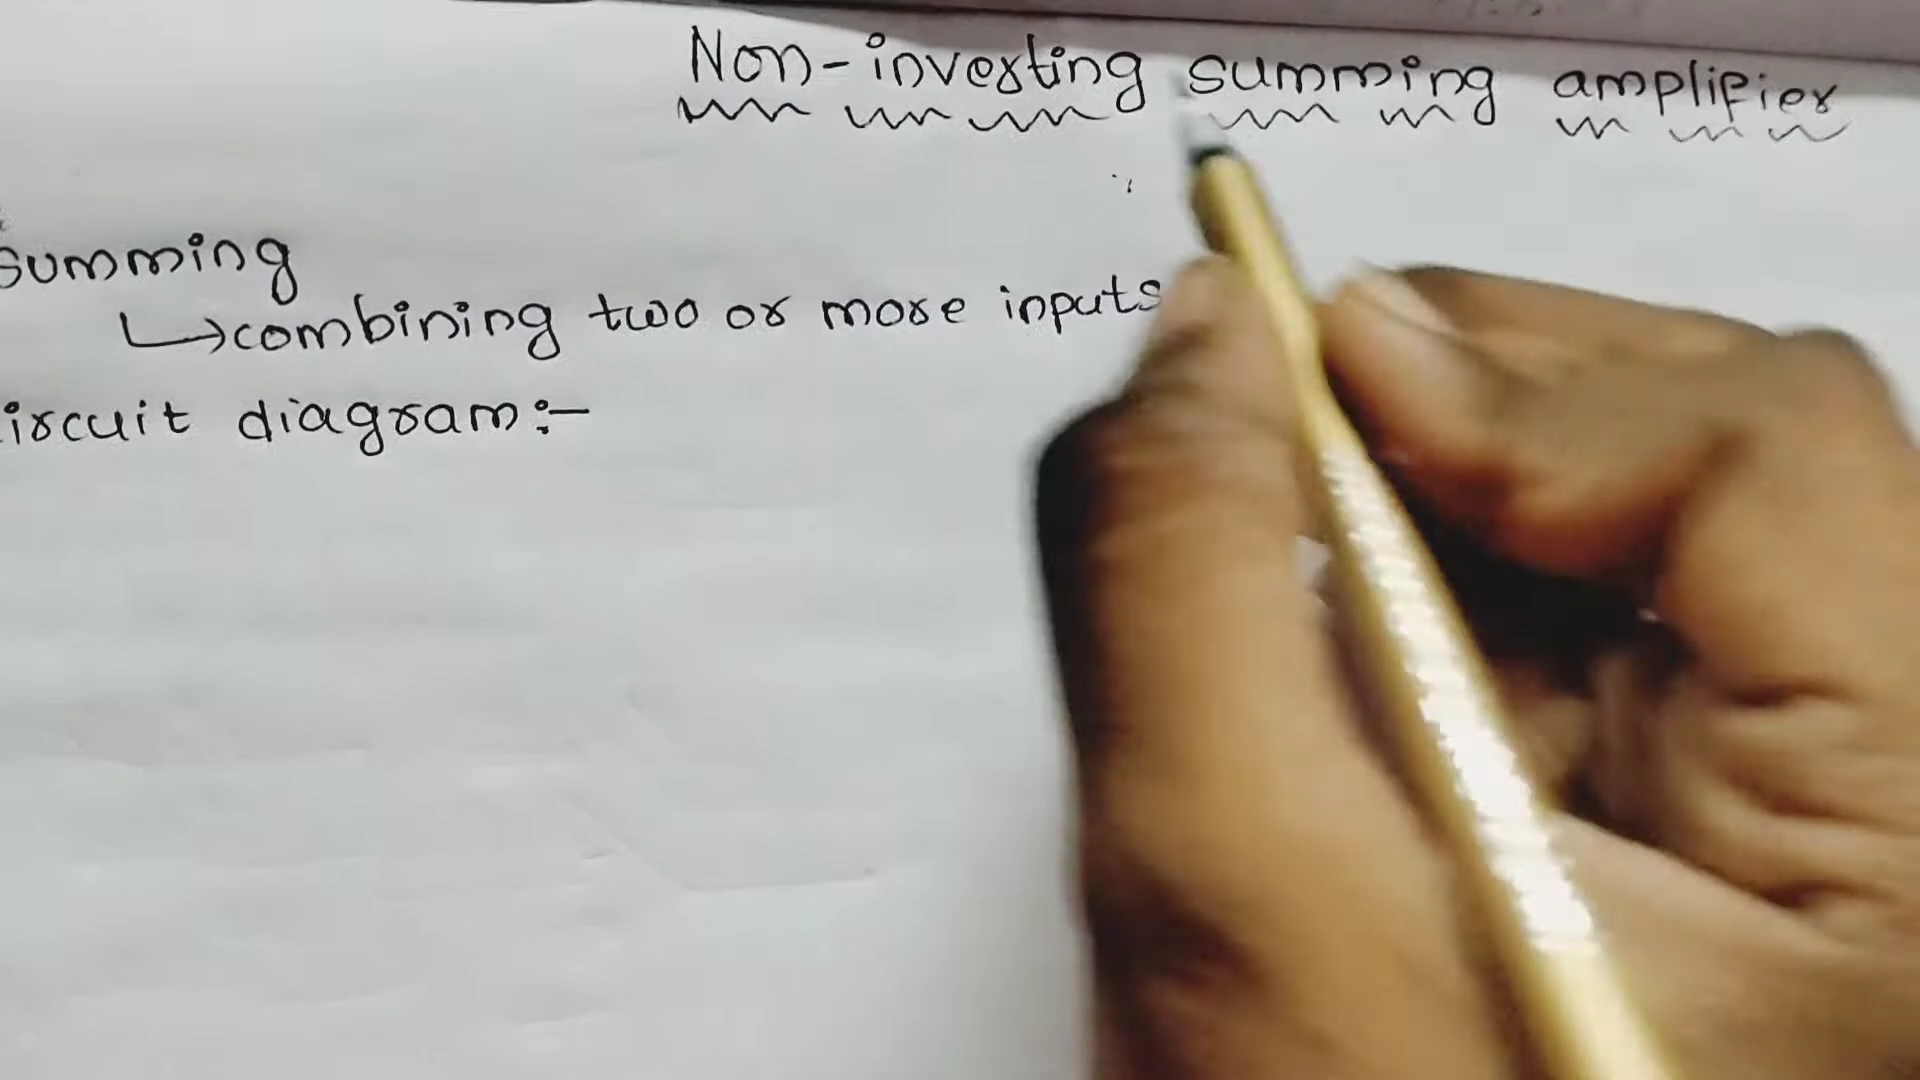 Non-inverting summing amplifier
summing
↳combining two or more inputs
ircuit diagram:-